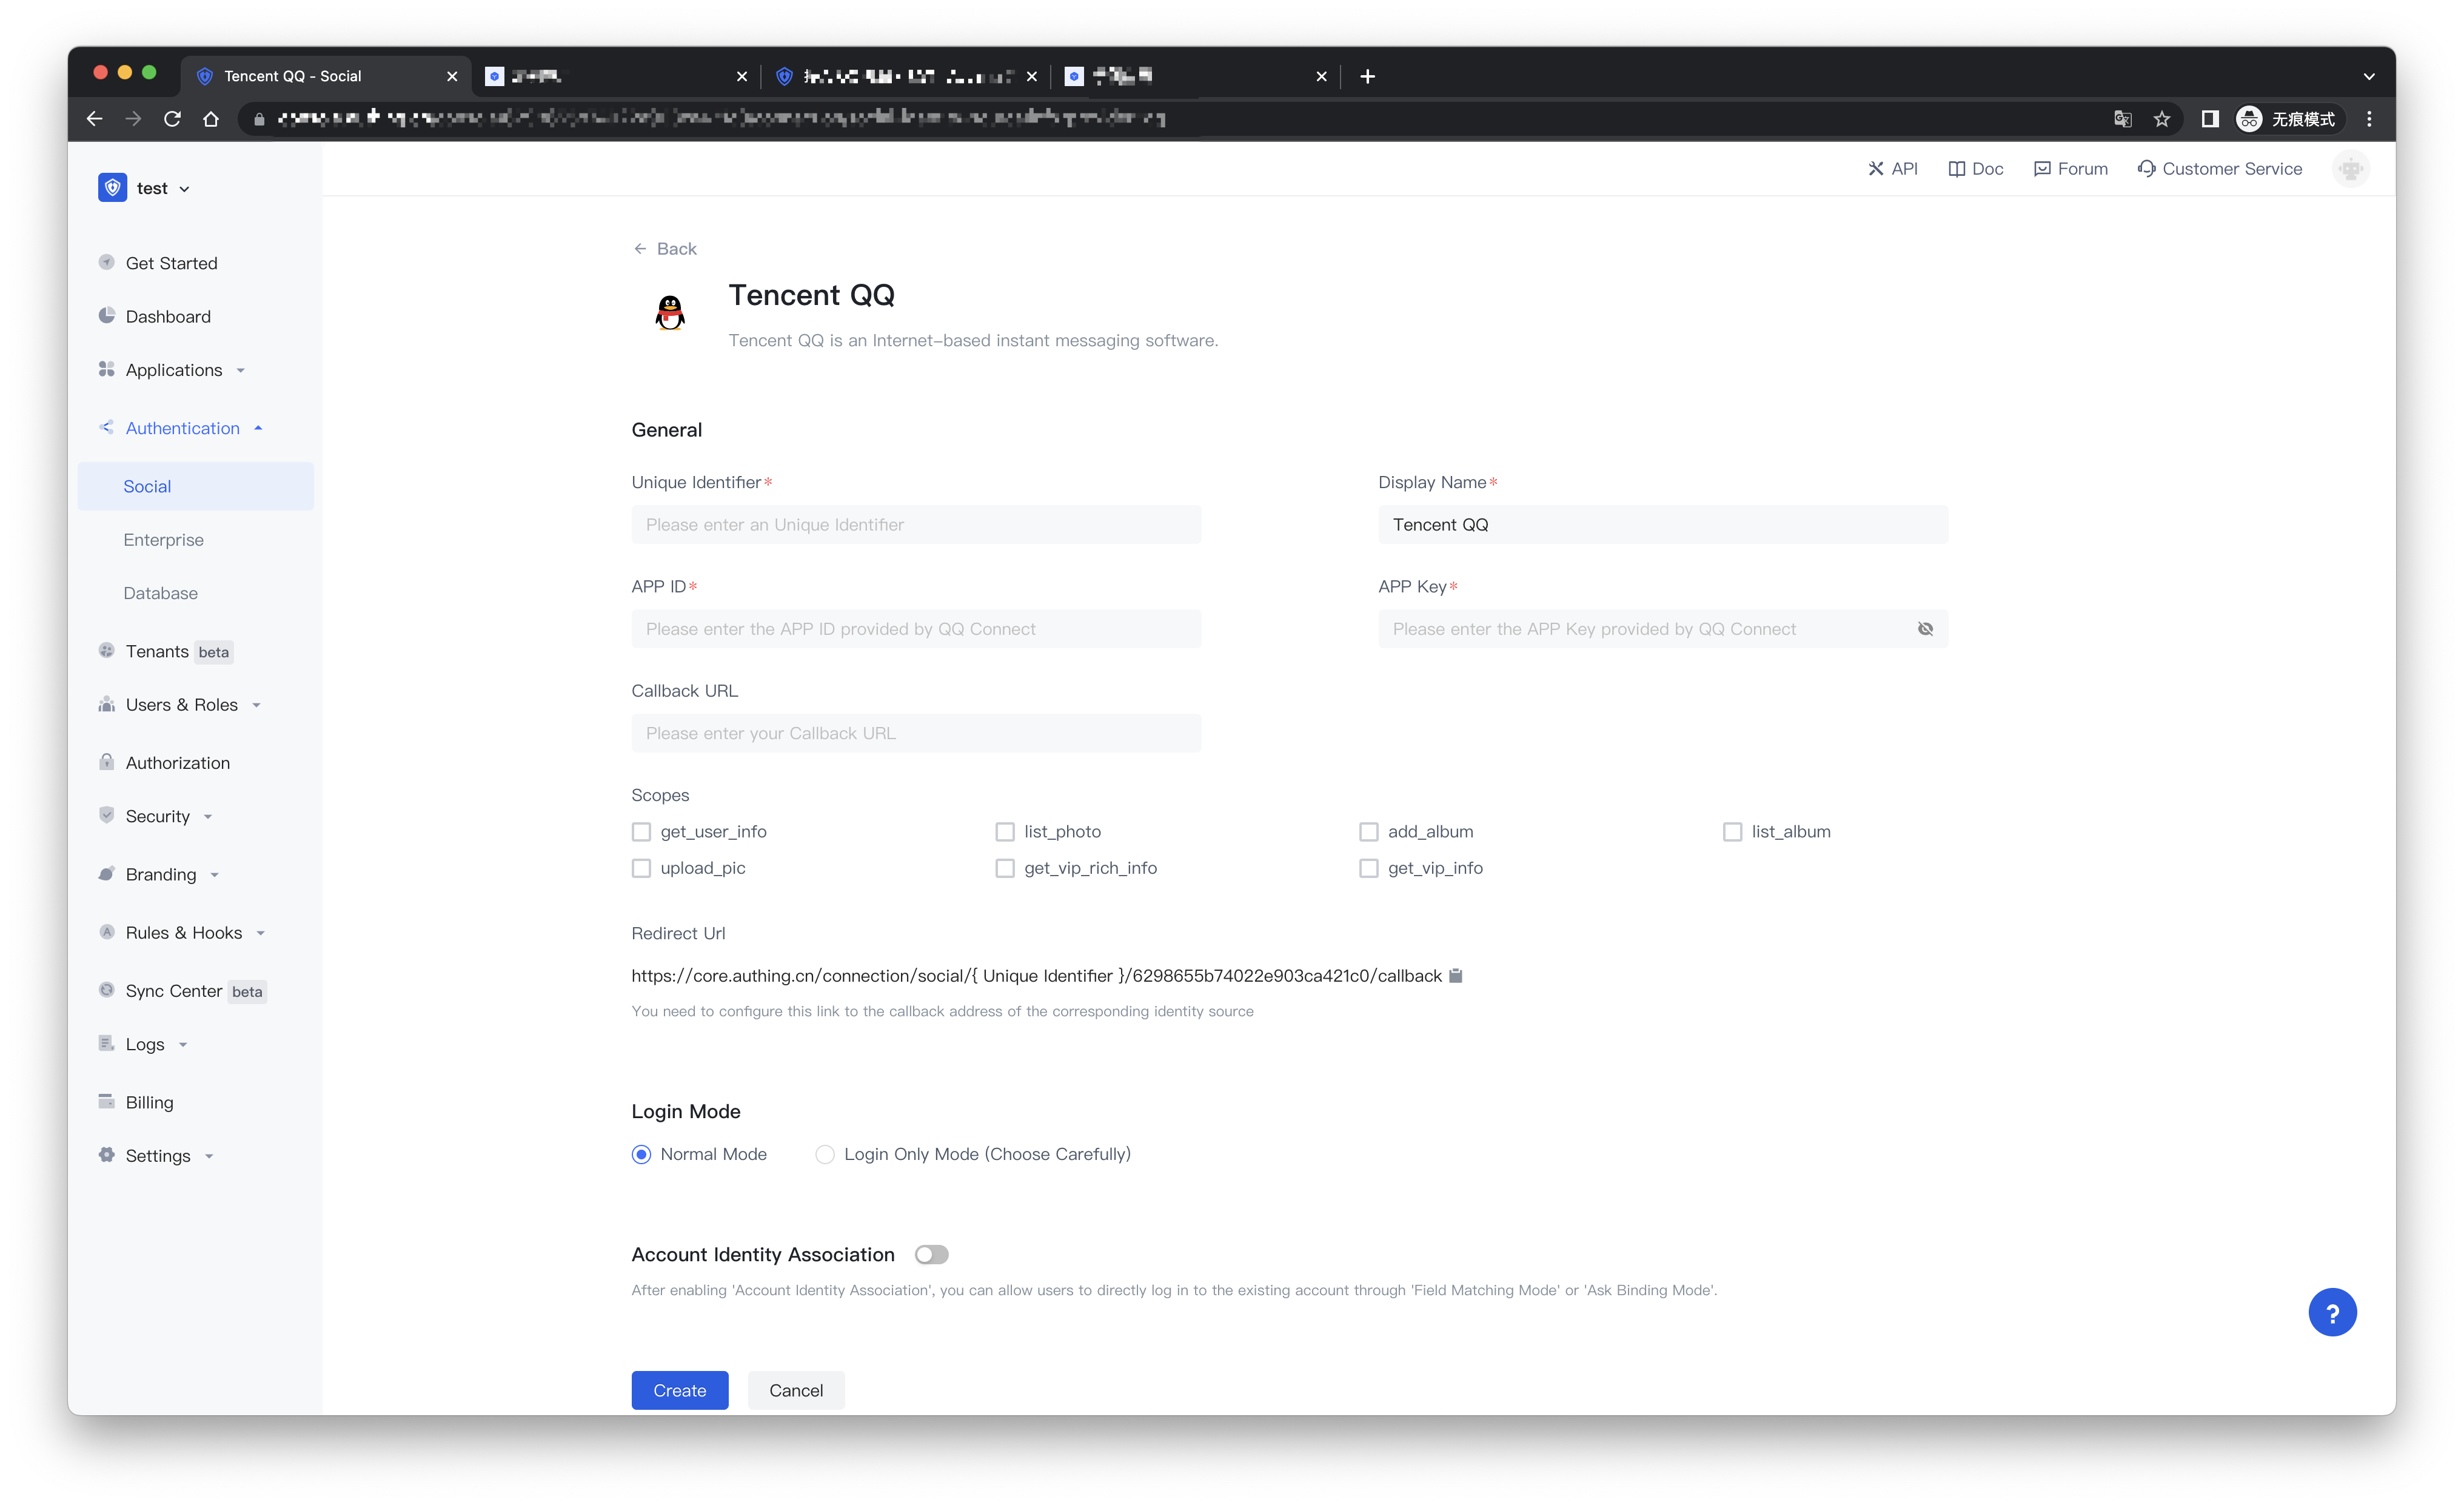 Tencent QQ - Social
无痕模式
test
API
Doc
Forum
Customer Service
Get Started
Dashboard
Applications
Authentication
Social
Enterprise
Database
Tenants beta
Users & Roles
Authorization
Security
Branding
Rules & Hooks
Sync Center beta
Logs
Billing
Settings
Back
Tencent QQ
Tencent QQ is an Internet-based instant messaging software.
General
Unique Identifier*
Display Name*
Please enter an Unique Identifier
Tencent QQ
APP ID*
APP Key*
Please enter the APP ID provided by QQ Connect
Please enter the APP Key provided by QQ Connect
Callback URL
Please enter your Callback URL
Scopes
get_user_info
list_photo
add_album
list_album
upload_pic
get_vip_rich_info
get_vip_info
Redirect Url
https://core.authing.cn/connection/social/{ Unique Identifier }/6298655b74022e903ca421c0/callback
You need to configure this link to the callback address of the corresponding identity source
Login Mode
Normal Mode
Login Only Mode (Choose Carefully)
Account Identity Association
After enabling 'Account Identity Association', you can allow users to directly log in to the existing account through 'Field Matching Mode' or 'Ask Binding Mode'.
?
Create
Cancel